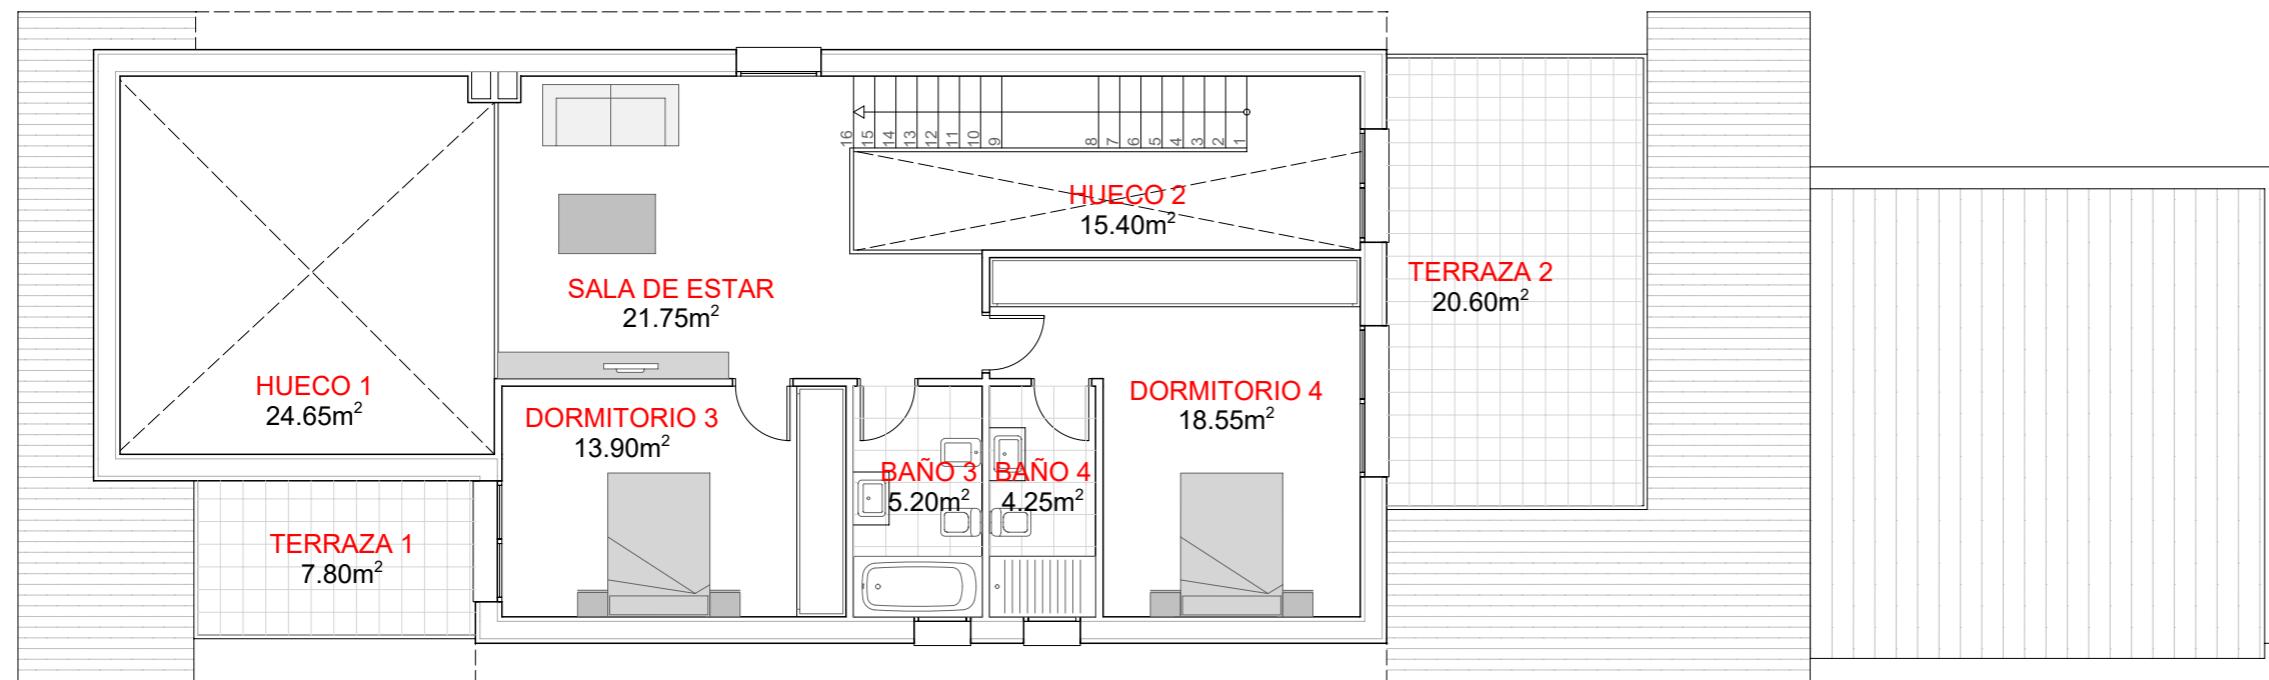 16 15 14 13 12 11 10 9 8 7 6 5 4 3 2 1
HUECO 2
15.40m²
TERRAZA 2
20.60m²
SALA DE ESTAR
21.75m²
HUECO 1
24.65m²
DORMITORIO 3
13.90m²
DORMITORIO 4
18.55m²
BAÑO 3
5.20m²
BAÑO 4
4.25m²
TERRAZA 1
7.80m²